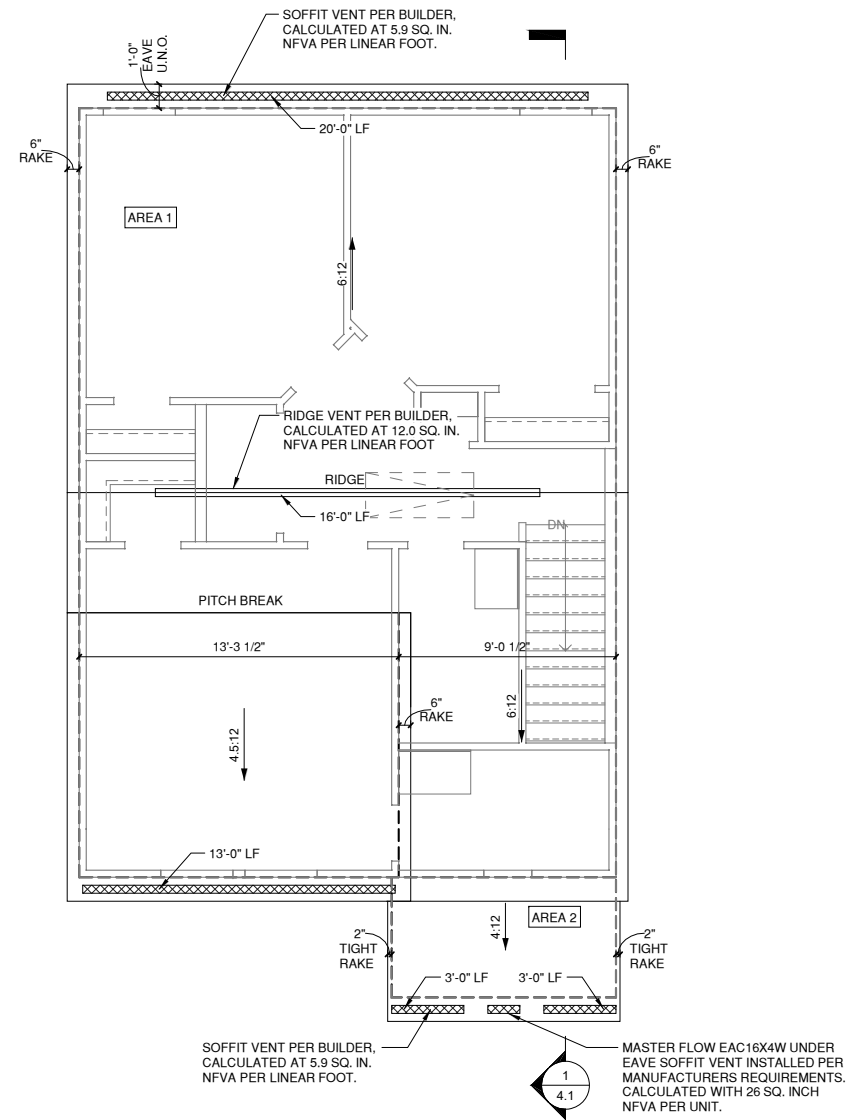 SOFFIT VENT PER BUILDER,
CALCULATED AT 5.9 SQ. IN.
NFVA PER LINEAR FOOT.
1'-0"
EAVE
U.N.O.
20'-0" LF
6"
RAKE
6"
RAKE
AREA 1
6:12
RIDGE VENT PER BUILDER,
CALCULATED AT 12.0 SQ. IN.
NFVA PER LINEAR FOOT
RIDGE
16'-0" LF
DN
PITCH BREAK
13'-3 1/2"
9'-0 1/2"
6"
RAKE
6:12
4.5:12
13'-0" LF
AREA 2
4:12
2"
TIGHT
RAKE
2"
TIGHT
RAKE
3'-0" LF
3'-0" LF
SOFFIT VENT PER BUILDER,
CALCULATED AT 5.9 SQ. IN.
NFVA PER LINEAR FOOT.
1
4.1
MASTER FLOW EAC16X4W UNDER
EAVE SOFFIT VENT INSTALLED PER
MANUFACTURERS REQUIREMENTS.
CALCULATED WITH 26 SQ. INCH
NFVA PER UNIT.